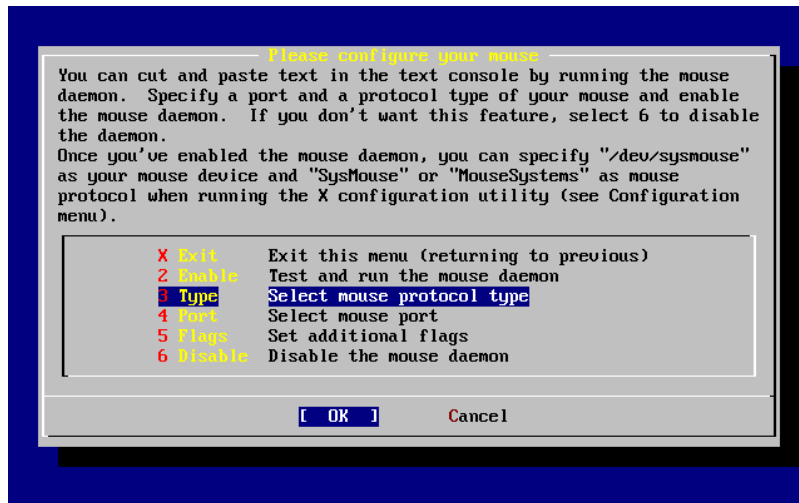 Please configure your mouse
You can cut and paste text in the text console by running the mouse
daemon.  Specify a port and a protocol type of your mouse and enable
the mouse daemon.  If you don't want this feature, select 6 to disable
the daemon.
Once you've enabled the mouse daemon, you can specify "/dev/sysmouse"
as your mouse device and "SysMouse" or "MouseSystems" as mouse
protocol when running the X configuration utility (see Configuration
menu).
X Exit Exit this menu (returning to previous)
2 Enable Test and run the mouse daemon
3 Type Select mouse protocol type
4 Port Select mouse port
5 Flags Set additional flags
6 Disable Disable the mouse daemon
[ OK ] Cancel